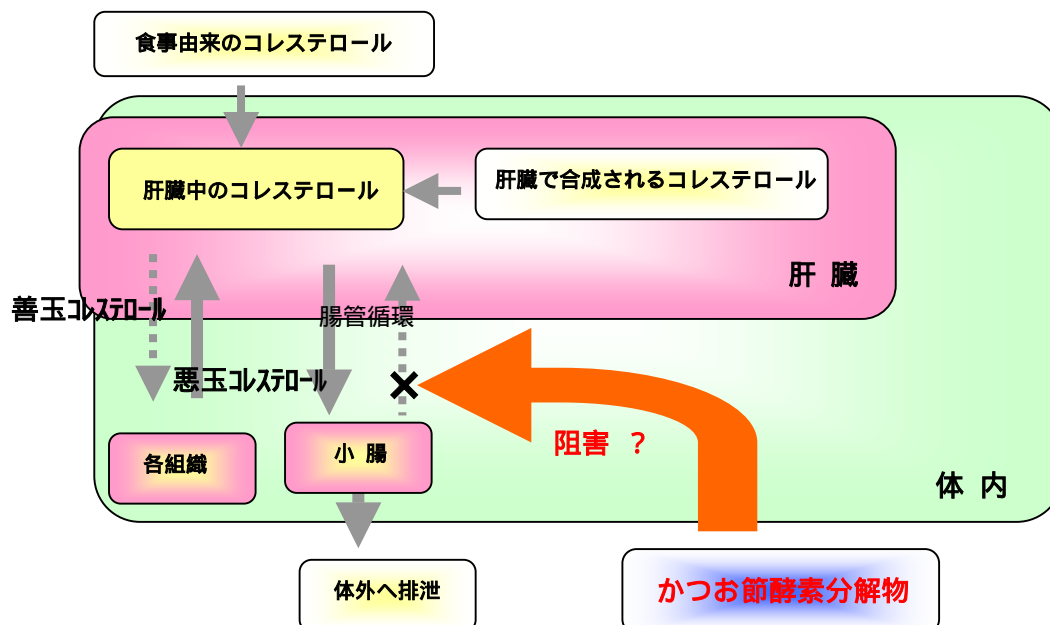 食事由来のコレステロール
肝臓中のコレステロール
肝臓で合成されるコレステロール
肝 臓
善玉ｺﾚｽﾃﾛｰﾙ
腸管循環
悪玉ｺﾚｽﾃﾛｰﾙ
×
阻害 ？
各組織
小 腸
体 内
体外へ排泄
かつお節酵素分解物